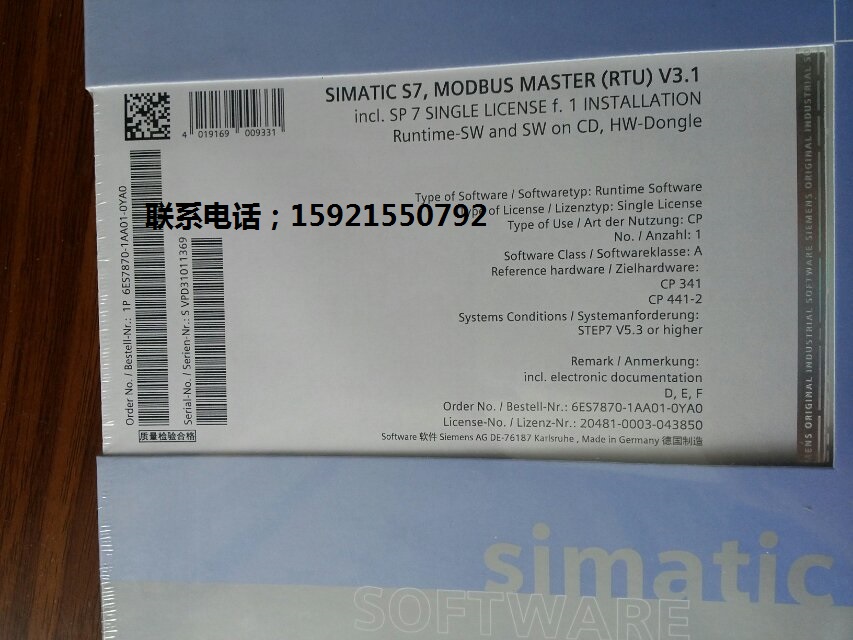 SIMATIC S7, MODBUS MASTER (RTU) V3.1
incl. SP 7 SINGLE LICENSE f. 1 INSTALLATION
Runtime-SW and SW on CD, HW-Dongle
4 019169 009331
Type of Software / Softwaretyp: Runtime Software
of License / Lizenztyp: Single License
联系电话；15921550792
Type of Use / Art der Nutzung: CP
No. / Anzahl: 1
Software Class / Softwareklasse: A
Reference hardware / Zielhardware:
CP 341
CP 441-2
Systems Conditions / Systemanforderung:
STEP7 V5.3 or higher
Remark / Anmerkung:
incl. electronic documentation
D, E, F
Order No. / Bestell-Nr.: 6ES7870-1AA01-0YA0
License-No. / Lizenz-Nr.: 20481-0003-043850
Software 软件 Siemens AG DE-76187 Karlsruhe , Made in Germany 德国制造
Order No. / Bestell-Nr.: 1P 6ES7870-1AA01-0YA0
Serial-No. / Serien-Nr.: S VPD31011369
质量检验合格
ORIGINAL INDUSTRIAL SOFTWARE SIEMENS ORIGINAL INDUSTRIAL
simatic
SOFTWARE